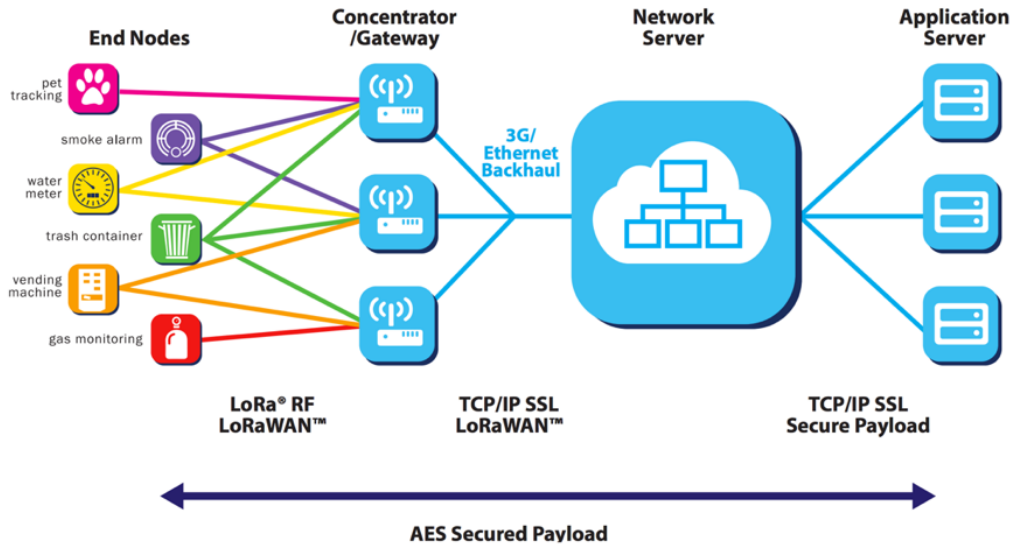 End Nodes
Concentrator
/Gateway
Network
Server
Application
Server
pet
tracking
smoke alarm
water
meter
trash container
vending
machine
gas monitoring
3G/
Ethernet
Backhaul
LoRa® RF
LoRaWAN™
TCP/IP SSL
LoRaWAN™
TCP/IP SSL
Secure Payload
AES Secured Payload